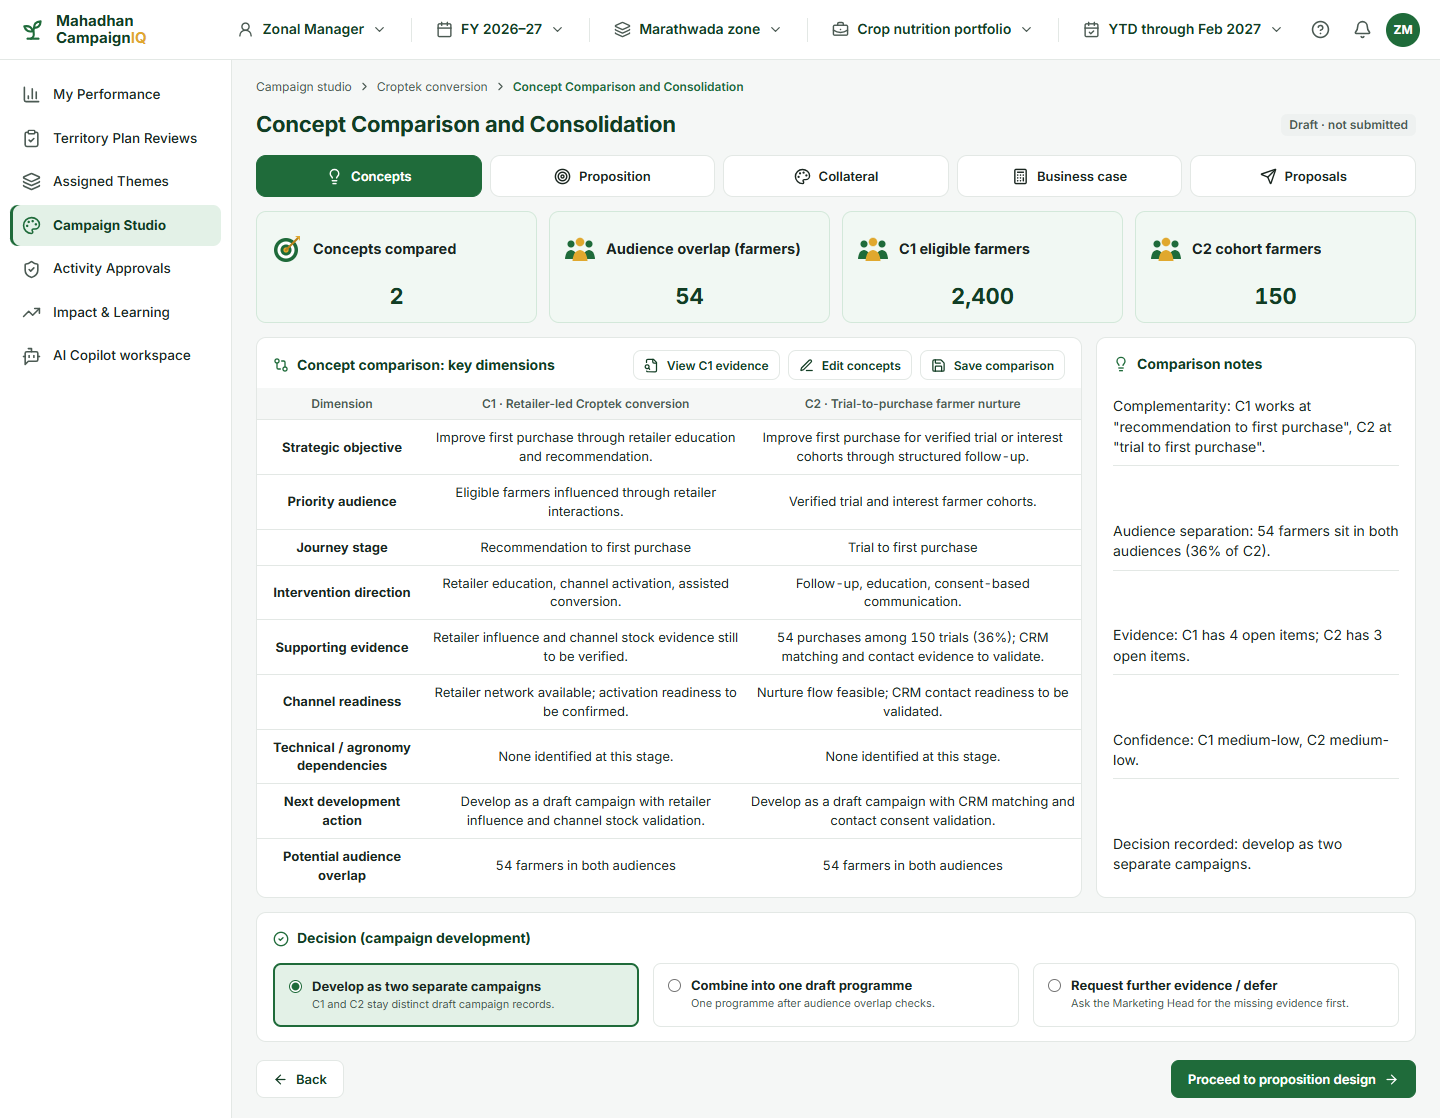 Mahadhan
CampaignIQ
Zonal Manager
FY 2026–27
Marathwada zone
Crop nutrition portfolio
YTD through Feb 2027
ZM
My Performance
Territory Plan Reviews
Assigned Themes
Campaign Studio
Activity Approvals
Impact & Learning
AI Copilot workspace
Campaign studio > Croptek conversion > Concept Comparison and Consolidation
Concept Comparison and Consolidation
Draft · not submitted
Concepts
Proposition
Collateral
Business case
Proposals
Concepts compared
2
Audience overlap (farmers)
54
C1 eligible farmers
2,400
C2 cohort farmers
150
Concept comparison: key dimensions
View C1 evidence
Edit concepts
Save comparison
Dimension
C1 · Retailer-led Croptek conversion
C2 · Trial-to-purchase farmer nurture
Strategic objective
Improve first purchase through retailer education
and recommendation.
Improve first purchase for verified trial or interest
cohorts through structured follow-up.
Priority audience
Eligible farmers influenced through retailer
interactions.
Verified trial and interest farmer cohorts.
Journey stage
Recommendation to first purchase
Trial to first purchase
Intervention direction
Retailer education, channel activation, assisted
conversion.
Follow-up, education, consent-based
communication.
Supporting evidence
Retailer influence and channel stock evidence still
to be verified.
54 purchases among 150 trials (36%); CRM
matching and contact evidence to validate.
Channel readiness
Retailer network available; activation readiness to
be confirmed.
Nurture flow feasible; CRM contact readiness to be
validated.
Technical / agronomy
dependencies
None identified at this stage.
None identified at this stage.
Next development
action
Develop as a draft campaign with retailer
influence and channel stock validation.
Develop as a draft campaign with CRM matching and
contact consent validation.
Potential audience
overlap
54 farmers in both audiences
54 farmers in both audiences
Comparison notes
Complementarity: C1 works at
"recommendation to first purchase", C2 at
"trial to first purchase".
Audience separation: 54 farmers sit in both
audiences (36% of C2).
Evidence: C1 has 4 open items; C2 has 3
open items.
Confidence: C1 medium-low, C2 medium-
low.
Decision recorded: develop as two
separate campaigns.
Decision (campaign development)
Develop as two separate campaigns
C1 and C2 stay distinct draft campaign records.
Combine into one draft programme
One programme after audience overlap checks.
Request further evidence / defer
Ask the Marketing Head for the missing evidence first.
Back
Proceed to proposition design